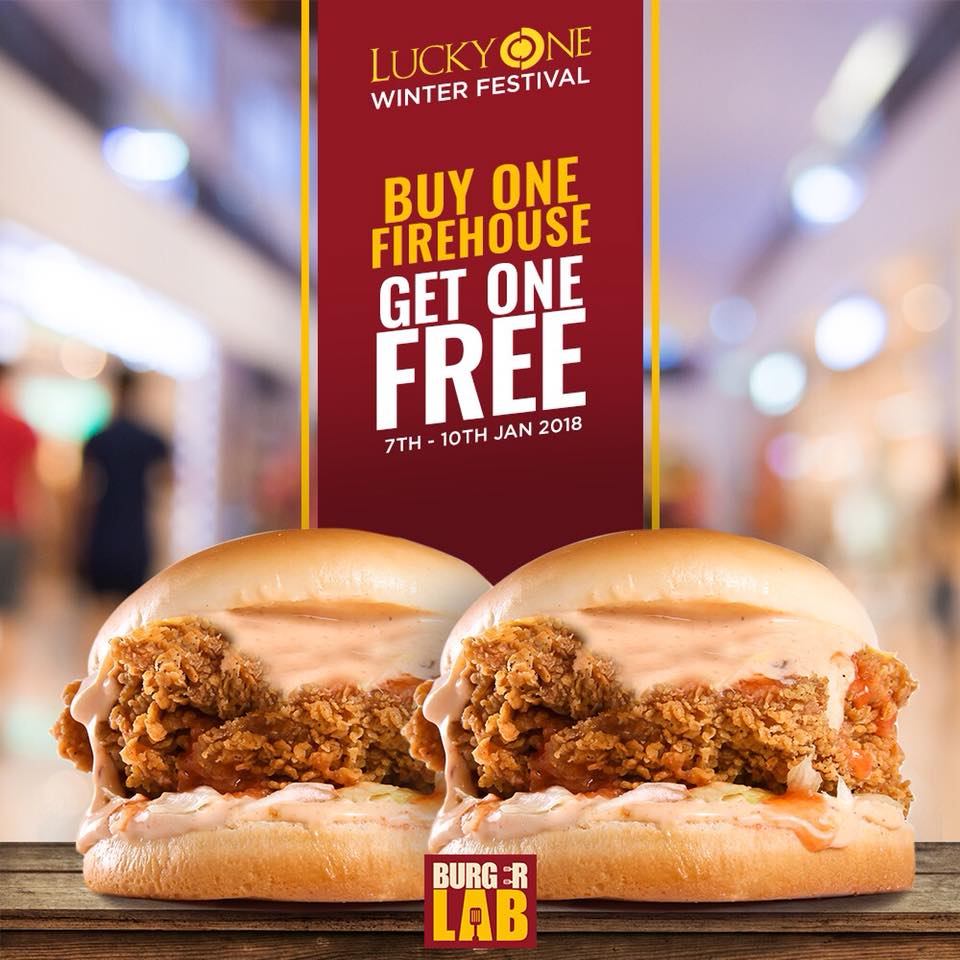 LUCKY ONE
WINTER FESTIVAL
BUY ONE
FIREHOUSE
GET ONE
FREE
7TH - 10TH JAN 2018
BURGER
LAB